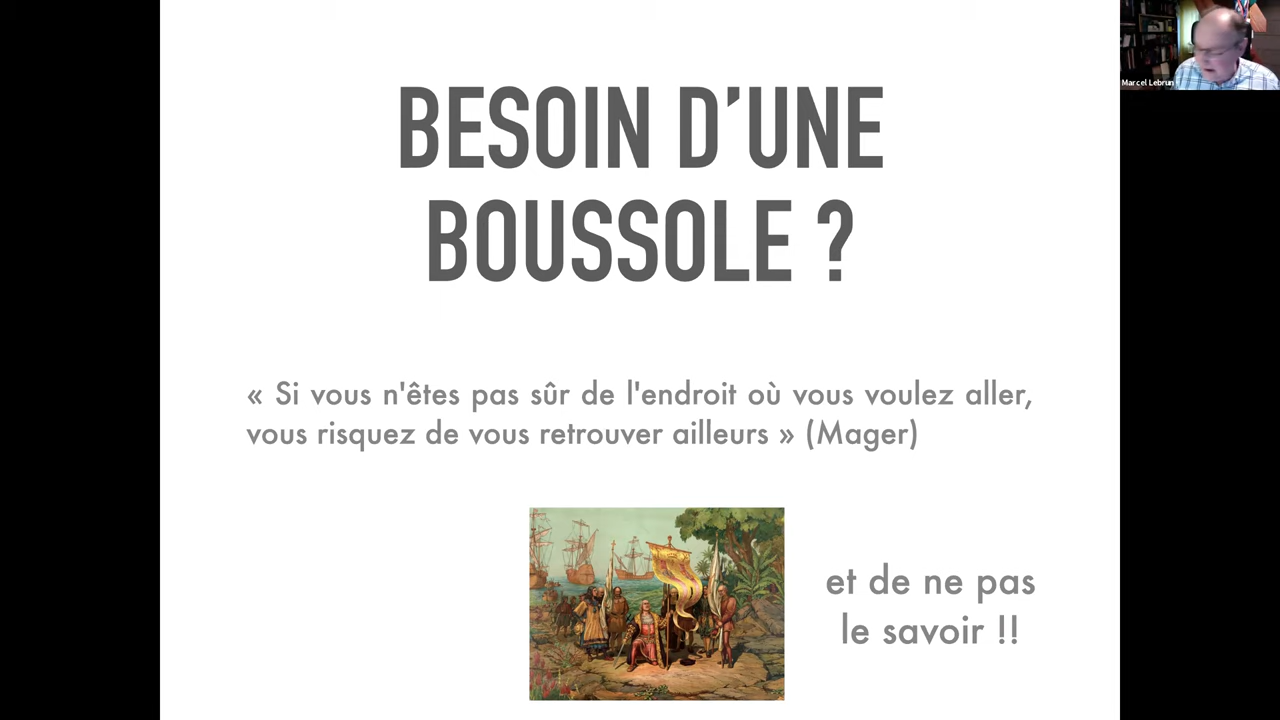 BESOIN D’UNE
BOUSSOLE ?
« Si vous n'êtes pas sûr de l'endroit où vous voulez aller,
vous risquez de vous retrouver ailleurs » (Mager)
et de ne pas
le savoir !!
Marcel Lebrun